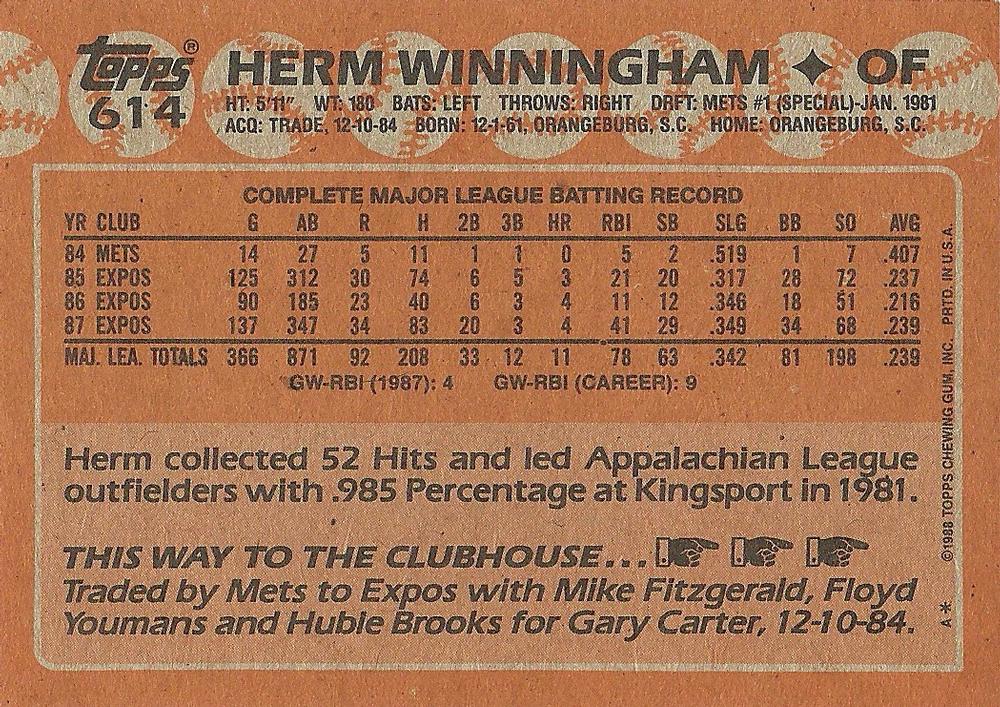 topps® HERM WINNINGHAM ✦ OF
614
HT: 5'11" WT: 180 BATS: LEFT THROWS: RIGHT DRFT: METS #1 (SPECIAL)-JAN. 1981
ACQ: TRADE, 12-10-84 BORN: 12-1-61, ORANGEBURG, S.C. HOME: ORANGEBURG, S.C.
COMPLETE MAJOR LEAGUE BATTING RECORD
YR CLUB G AB R H 2B 3B HR RBI SB SLG BB SO AVG
84 METS 14 27 5 11 1 1 0 5 2 .519 1 7 .407
85 EXPOS 125 312 30 74 6 5 3 21 20 .317 28 72 .237
86 EXPOS 90 185 23 40 6 3 4 11 12 .346 18 51 .216
87 EXPOS 137 347 34 83 20 3 4 41 29 .349 34 68 .239
MAJ. LEA. TOTALS 366 871 92 208 33 12 11 78 63 .342 81 198 .239
GW-RBI (1987): 4 GW-RBI (CAREER): 9
Herm collected 52 Hits and led Appalachian League
outfielders with .985 Percentage at Kingsport in 1981.
THIS WAY TO THE CLUBHOUSE...
Traded by Mets to Expos with Mike Fitzgerald, Floyd
Youmans and Hubie Brooks for Gary Carter, 12-10-84.
A* ©1988 TOPPS CHEWING GUM, INC. PRTD. IN U.S.A.